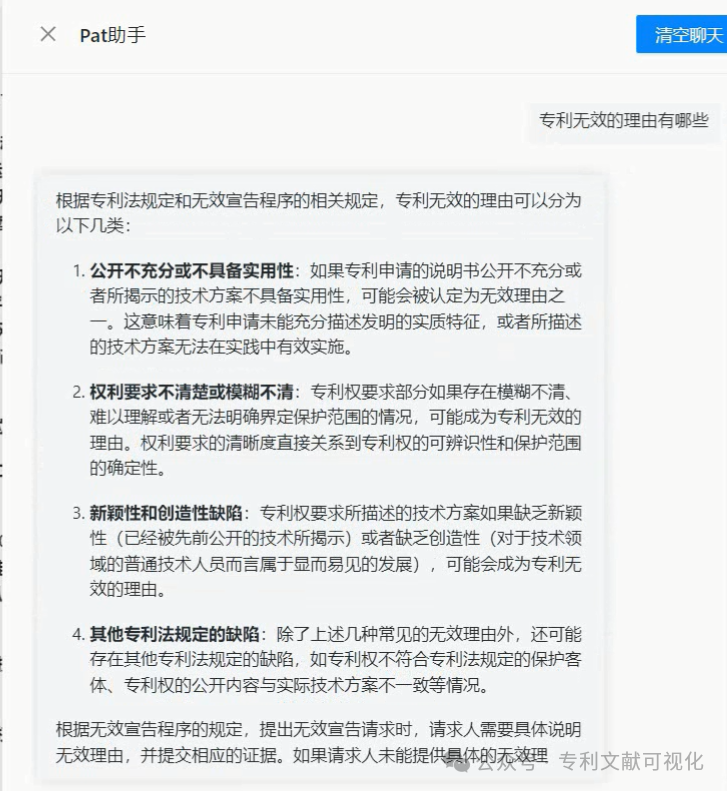 Pat助手
清空聊天
专利无效的理由有哪些
根据专利法规定和无效宣告程序的相关规定，专利无效的理由可以分为
以下几类：
1. 公开不充分或不具备实用性：如果专利申请的说明书公开不充分或
者所揭示的技术方案不具备实用性，可能会被认定为无效理由之
一。这意味着专利申请未能充分描述发明的实质特征，或者所描述
的技术方案无法在实践中有效实施。
2. 权利要求不清楚或模糊不清：专利权要求部分如果存在模糊不清、
难以理解或者无法明确界定保护范围的情况，可能成为专利无效的
理由。权利要求的清晰度直接关系到专利权的可辨识性和保护范围
的确定性。
3. 新颖性和创造性缺陷：专利权要求所描述的技术方案如果缺乏新颖
性（已经被先前公开的技术所揭示）或者缺乏创造性（对于技术领
域的普通技术人员而言属于显而易见的发展），可能会成为专利无
效的理由。
4. 其他专利法规定的缺陷：除了上述几种常见的无效理由外，还可能
存在其他专利法规定的缺陷，如专利权不符合专利法规定的保护客
体、专利权的公开内容与实际技术方案不一致等情况。
根据无效宣告程序的规定，提出无效宣告请求时，请求人需要具体说明
无效理由，并提交相应的证据。如果请求人未能提供具体的无效理
公众号 专利文献可视化